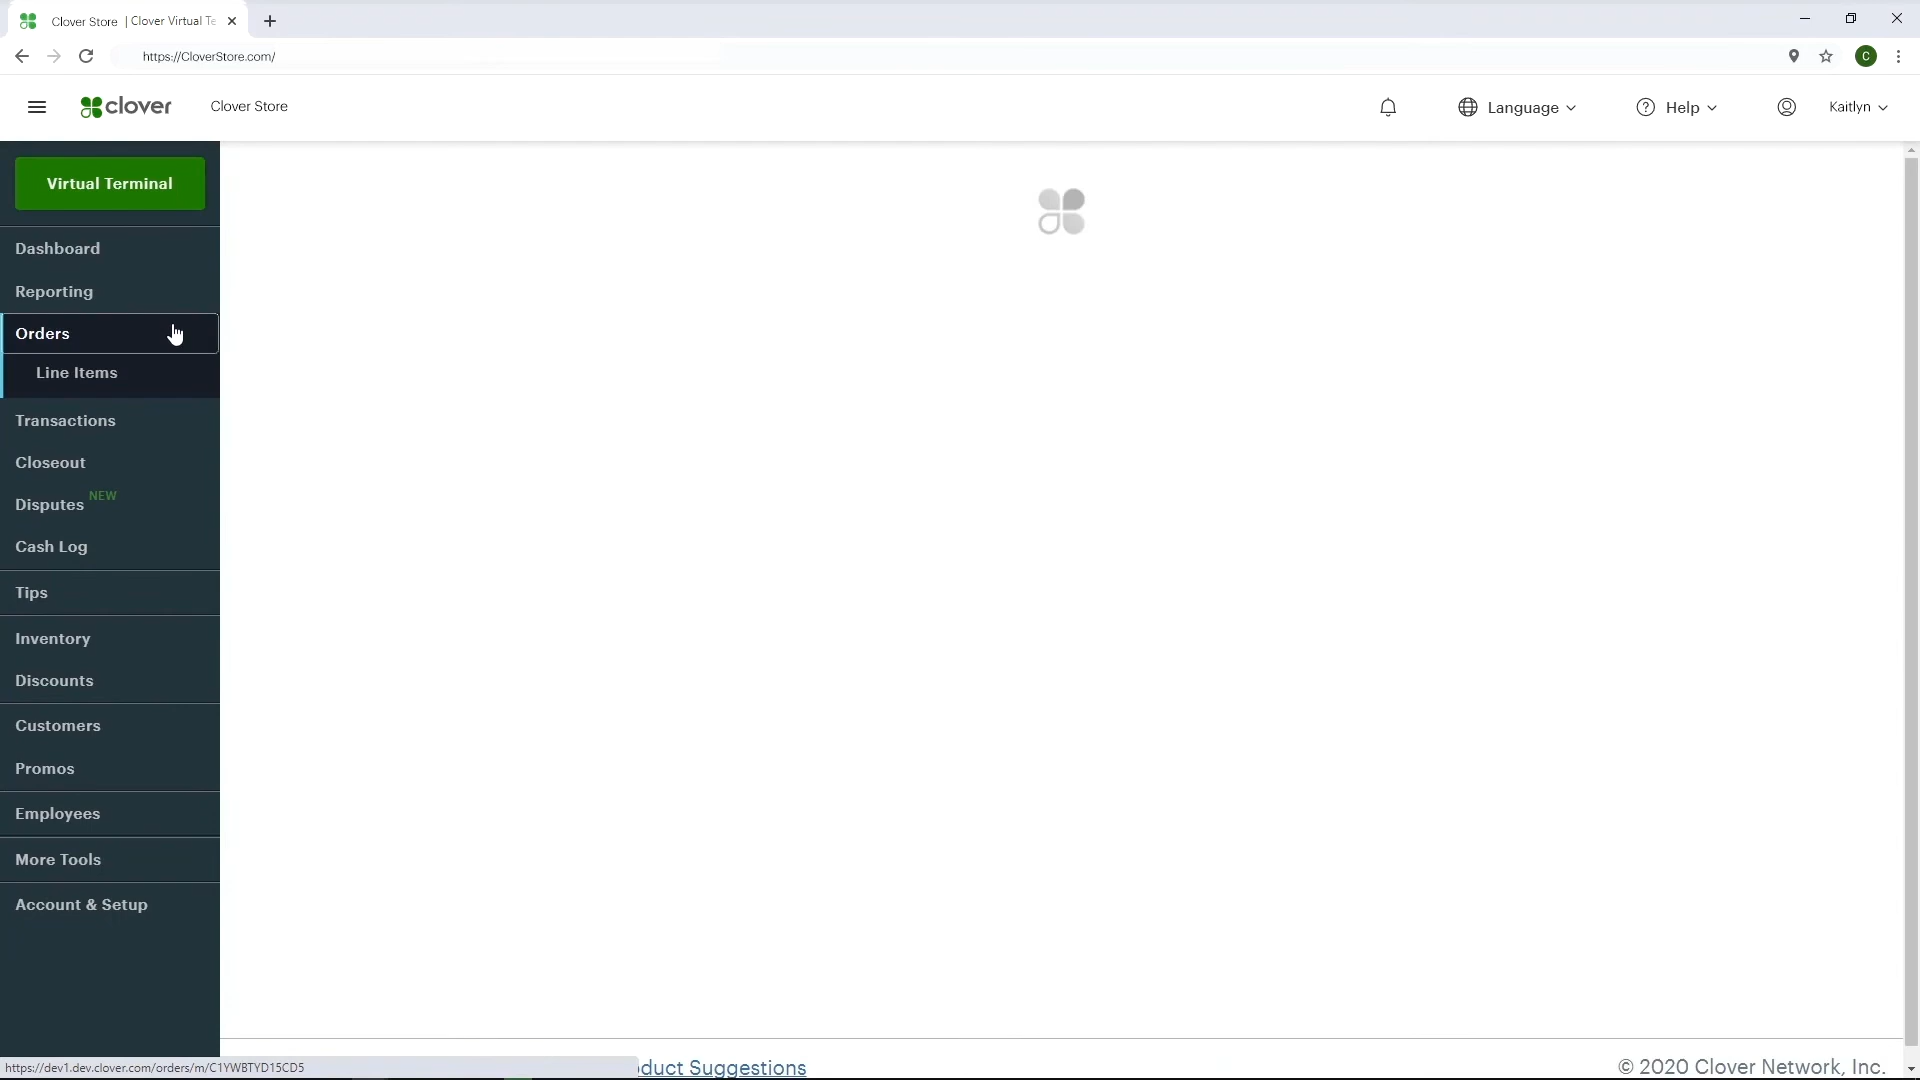 Clover Store | Clover Virtual Te
https://CloverStore.com/
C
clover
Clover Store
Language
Help
Kaitlyn
Virtual Terminal
Dashboard
Reporting
Orders
Line Items
Transactions
Closeout
Disputes NEW
Cash Log
Tips
Inventory
Discounts
Customers
Promos
Employees
More Tools
Account & Setup
https://dev1.dev.clover.com/orders/m/C1YWBTYD15CD5
duct Suggestions
© 2020 Clover Network, Inc.